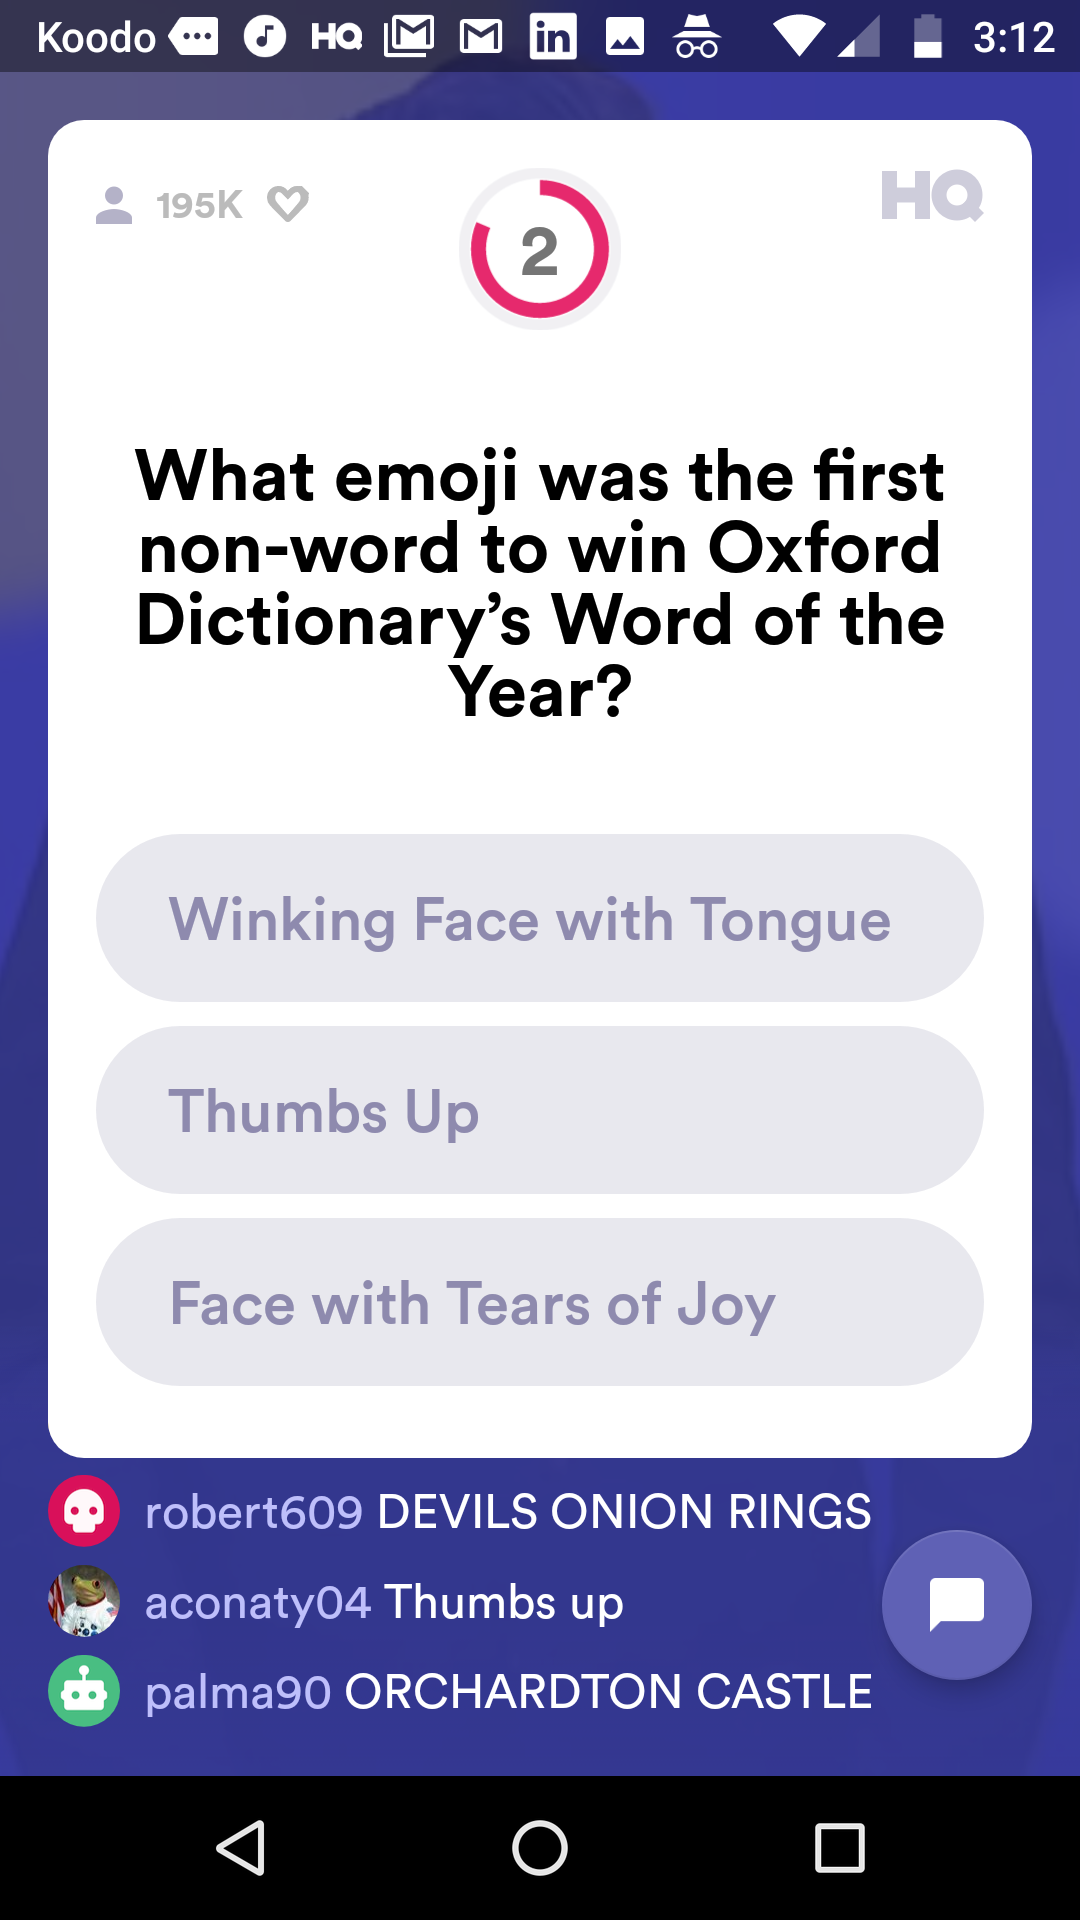 Koodo HQ in 3:12
195K 2 HQ
What emoji was the first
non-word to win Oxford
Dictionary’s Word of the
Year?
Winking Face with Tongue
Thumbs Up
Face with Tears of Joy
robert609 DEVILS ONION RINGS
aconaty04 Thumbs up
palma90 ORCHARDTON CASTLE